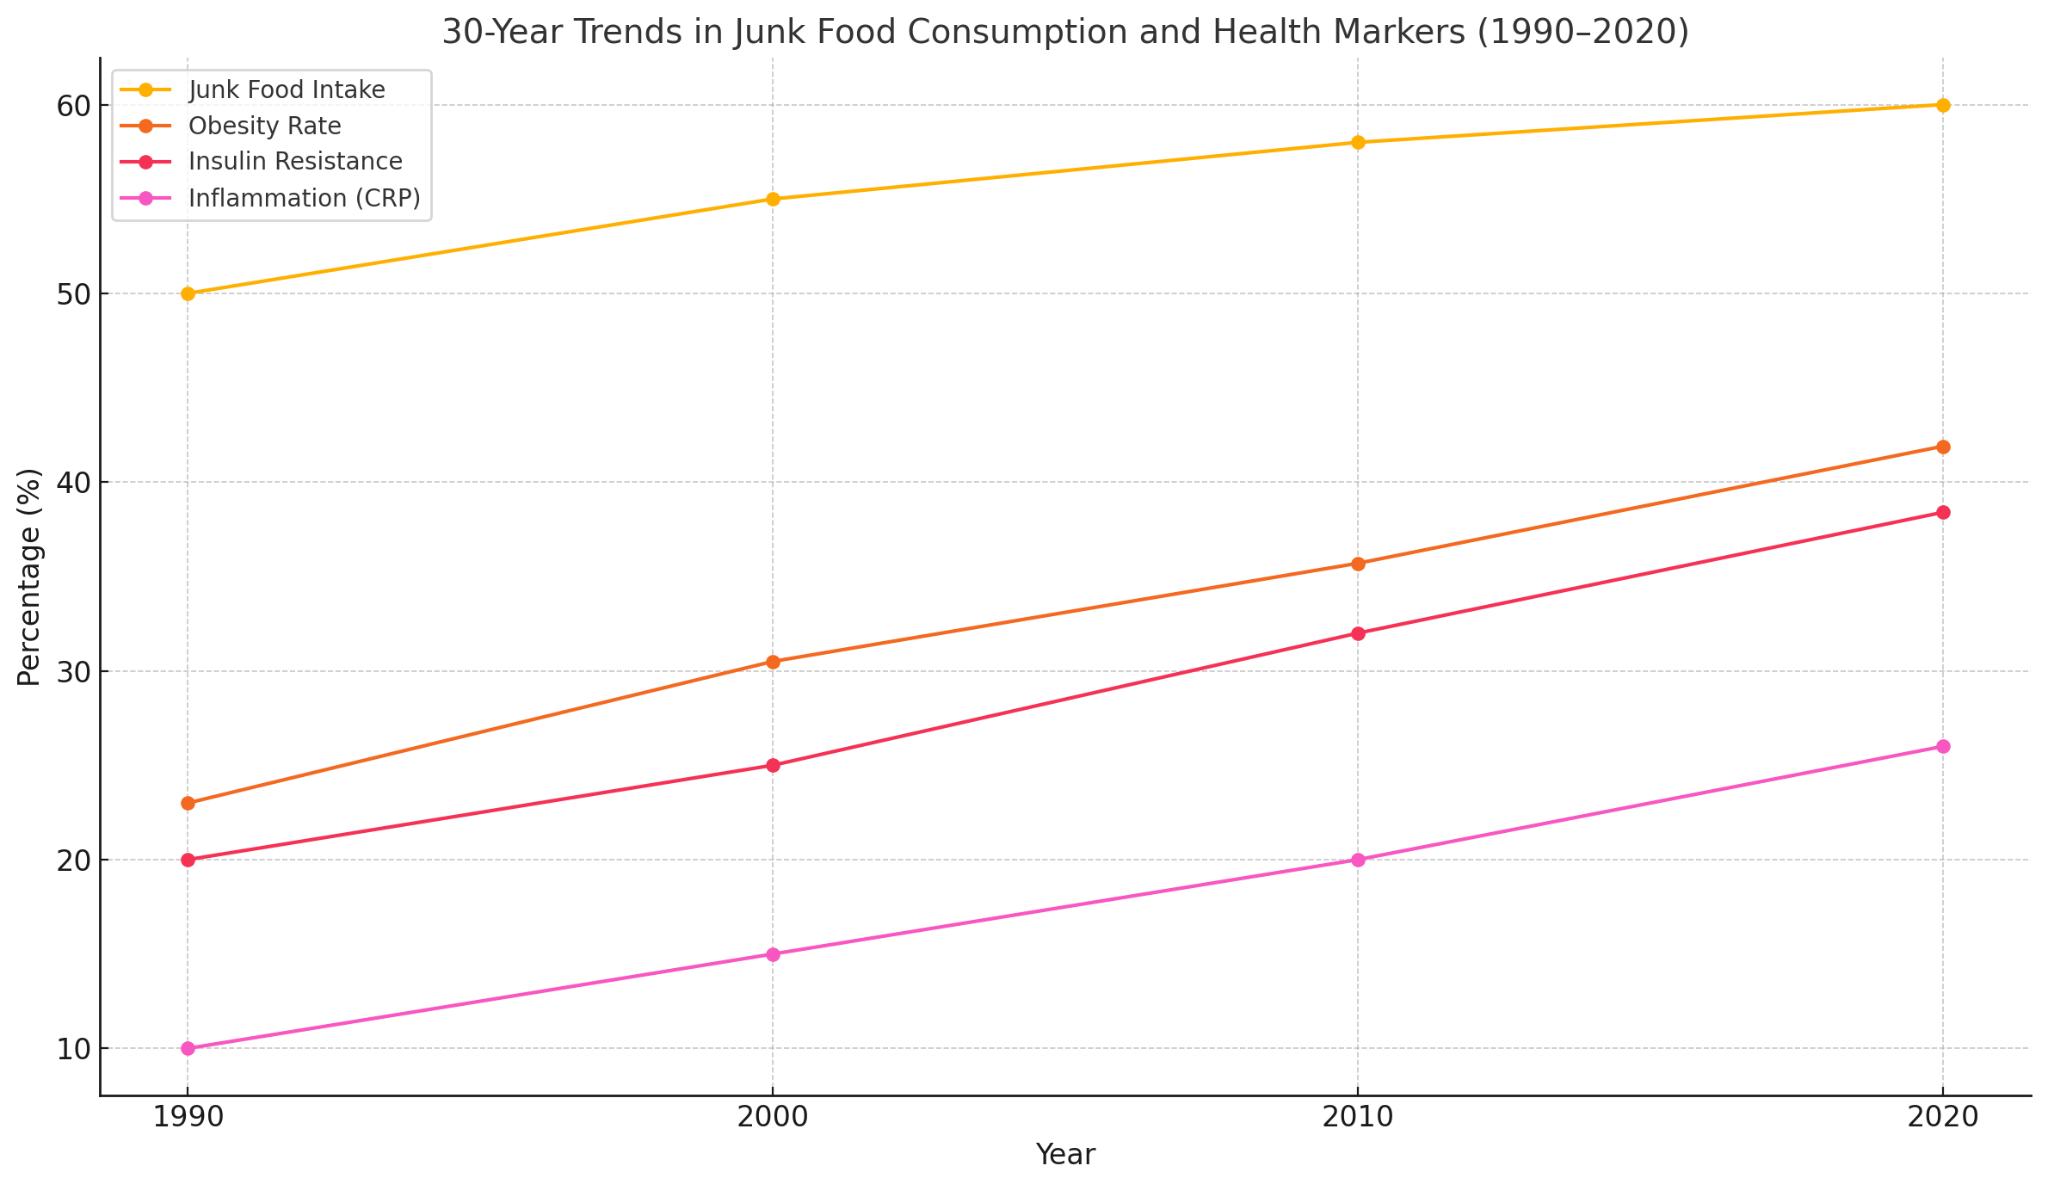 30-Year Trends in Junk Food Consumption and Health Markers (1990–2020)
Junk Food Intake
Obesity Rate
Insulin Resistance
Inflammation (CRP)
Percentage (%)
60
50
40
30
20
10
1990 2000 2010 2020
Year